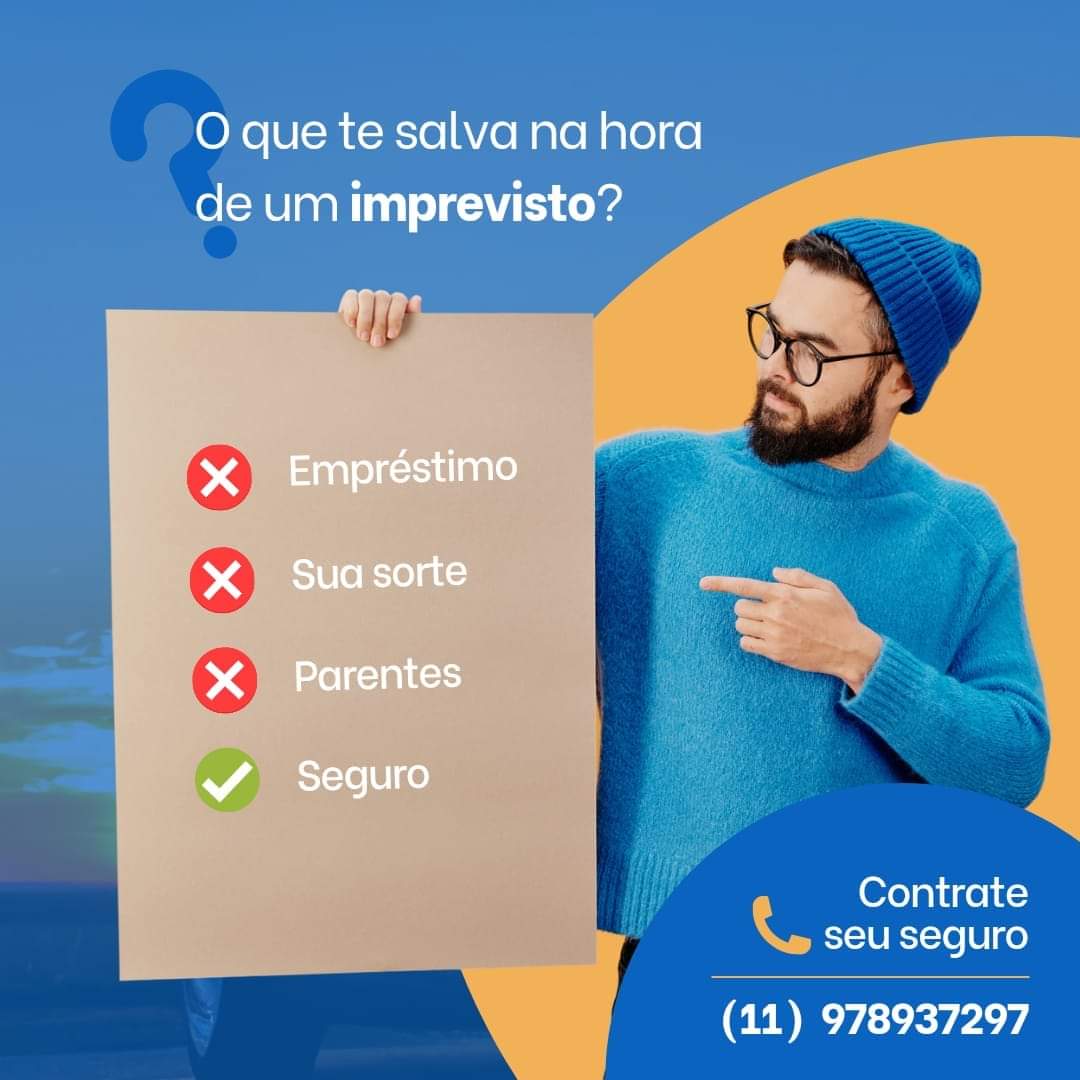 O que te salva na hora
de um imprevisto?
Empréstimo
Sua sorte
Parentes
Seguro
Contrate
seu seguro
(11) 978937297